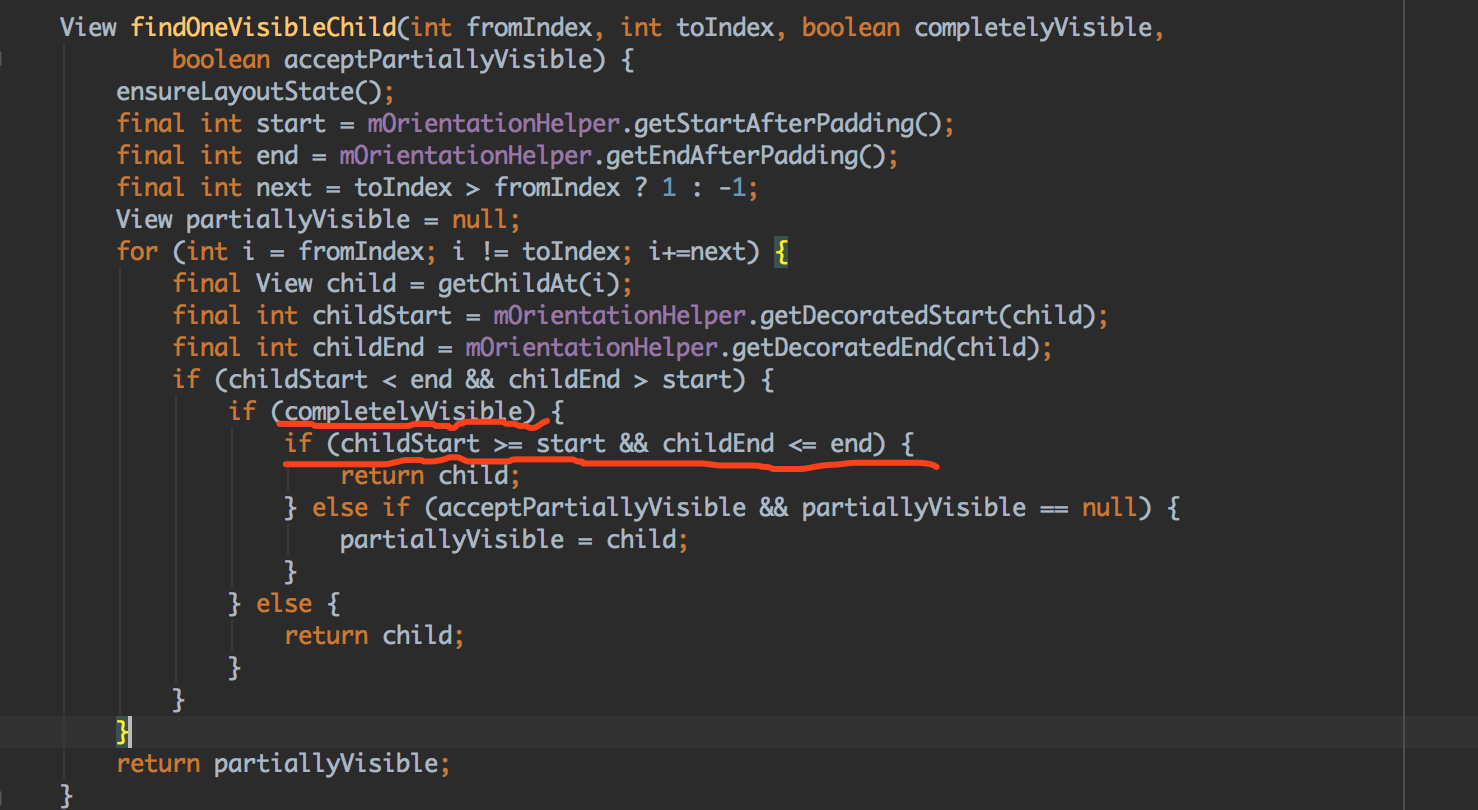 View findOneVisibleChild(int fromIndex, int toIndex, boolean completelyVisible,
        boolean acceptPartiallyVisible) {
    ensureLayoutState();
    final int start = mOrientationHelper.getStartAfterPadding();
    final int end = mOrientationHelper.getEndAfterPadding();
    final int next = toIndex > fromIndex ? 1 : -1;
    View partiallyVisible = null;
    for (int i = fromIndex; i != toIndex; i+=next) {
        final View child = getChildAt(i);
        final int childStart = mOrientationHelper.getDecoratedStart(child);
        final int childEnd = mOrientationHelper.getDecoratedEnd(child);
        if (childStart < end && childEnd > start) {
            if (completelyVisible) {
                if (childStart >= start && childEnd <= end) {
                    return child;
                } else if (acceptPartiallyVisible && partiallyVisible == null) {
                    partiallyVisible = child;
                }
            } else {
                return child;
            }
        }
    }
    return partiallyVisible;
}